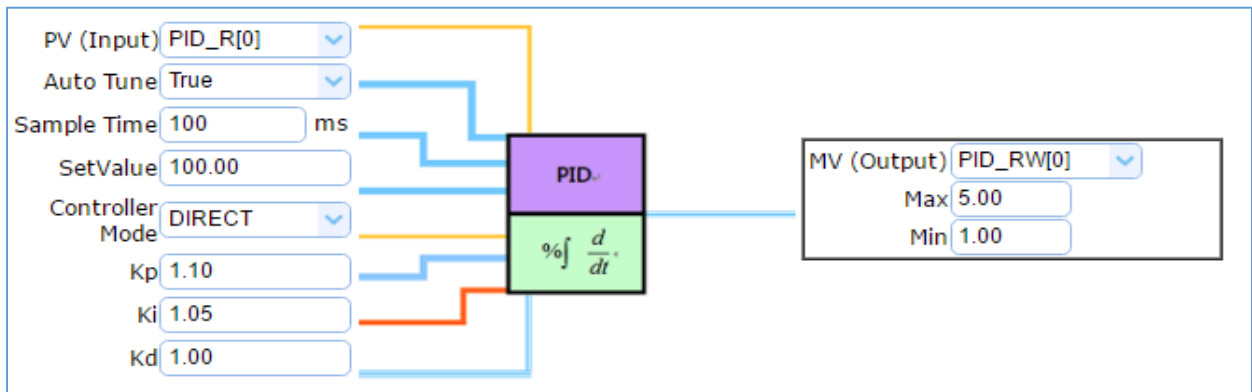 PV (Input) PID_R[0]
Auto Tune True
Sample Time 100 ms
SetValue 100.00
Controller
Mode DIRECT
Kp 1.10
Ki 1.05
Kd 1.00
PID
%∫ d/dt
MV (Output) PID_RW[0]
Max 5.00
Min 1.00